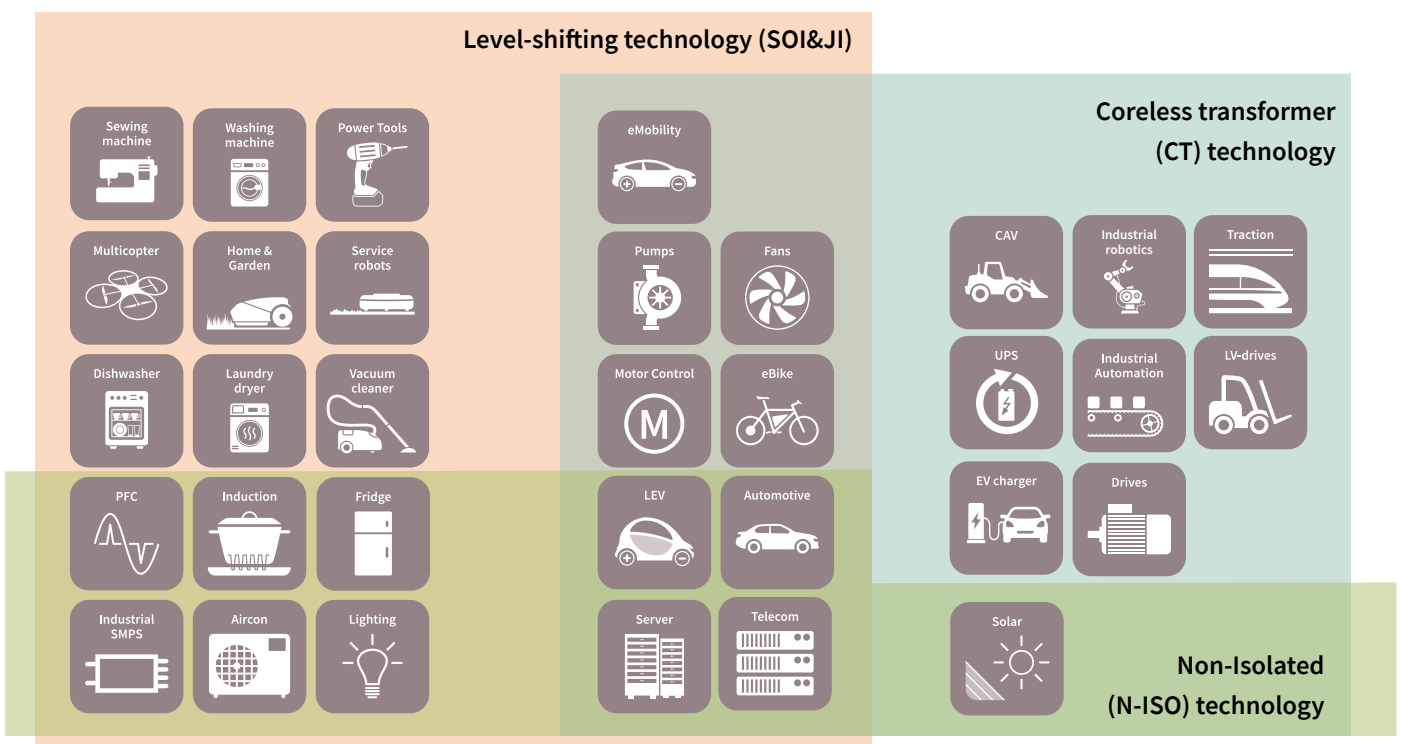 Level-shifting technology (SOI&JI)
Coreless transformer
(CT) technology
Sewing
machine
Washing
machine
Power Tools
eMobility
Multicopter
Home &
Garden
Service
robots
Pumps
Fans
CAV
Industrial
robotics
Traction
Dishwasher
Laundry
dryer
Vacuum
cleaner
Motor Control
M
eBike
UPS
Industrial
Automation
LV-drives
PFC
Induction
Fridge
LEV
Automotive
EV charger
Drives
Industrial
SMPS
Aircon
Lighting
Server
Telecom
Solar
Non-Isolated
(N-ISO) technology